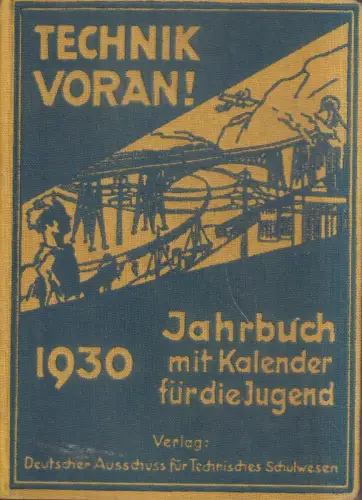 TECHNIK
VORAN!
1930
Jahrbuch
mit Kalender
für die Jugend
Verlag:
Deutscher Ausschuss für Technisches Schulwesen